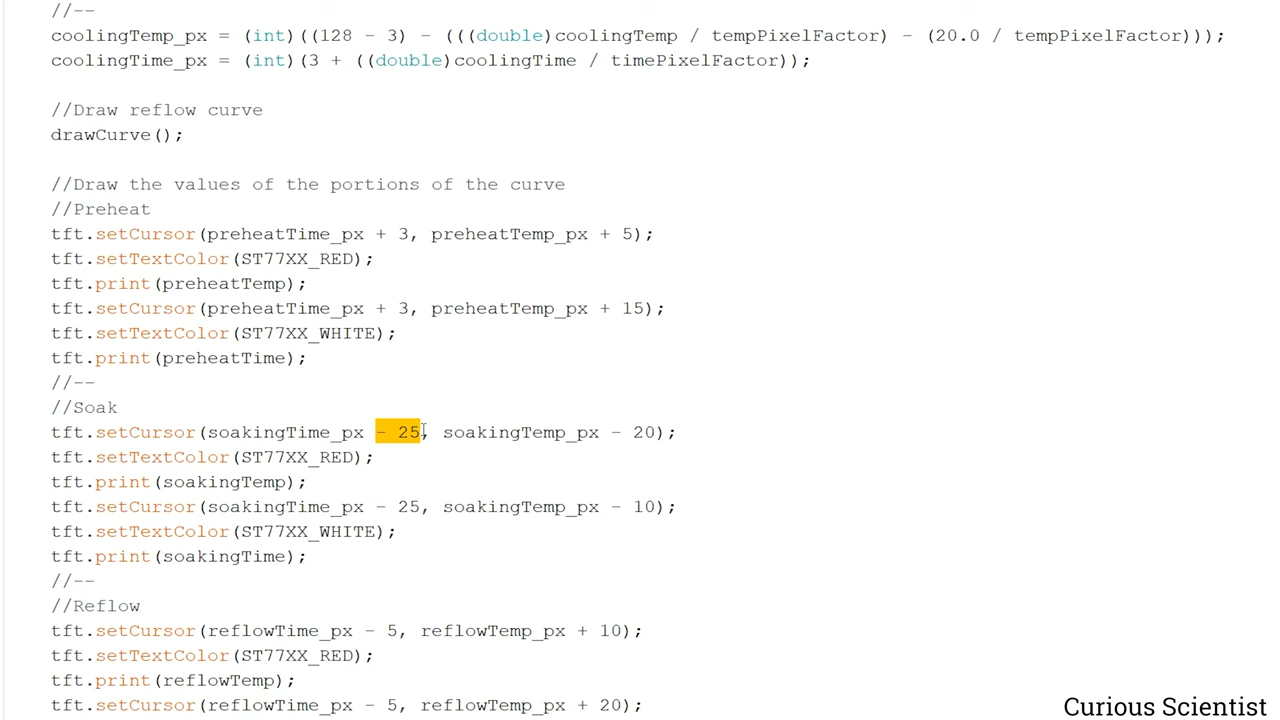 //--
coolingTemp_px = (int)((128 - 3) - (((double)coolingTemp / tempPixelFactor) - (20.0 / tempPixelFactor)));
coolingTime_px = (int)(3 + ((double)coolingTime / timePixelFactor));
//Draw reflow curve
drawCurve();
//Draw the values of the portions of the curve
//Preheat
tft.setCursor(preheatTime_px + 3, preheatTemp_px + 5);
tft.setTextColor(ST77XX_RED);
tft.print(preheatTemp);
tft.setCursor(preheatTime_px + 3, preheatTemp_px + 15);
tft.setTextColor(ST77XX_WHITE);
tft.print(preheatTime);
//--
//Soak
tft.setCursor(soakingTime_px - 25, soakingTemp_px - 20);
tft.setTextColor(ST77XX_RED);
tft.print(soakingTemp);
tft.setCursor(soakingTime_px - 25, soakingTemp_px - 10);
tft.setTextColor(ST77XX_WHITE);
tft.print(soakingTime);
//--
//Reflow
tft.setCursor(reflowTime_px - 5, reflowTemp_px + 10);
tft.setTextColor(ST77XX_RED);
tft.print(reflowTemp);
tft.setCursor(reflowTime_px - 5, reflowTemp_px + 20);
Curious Scientist